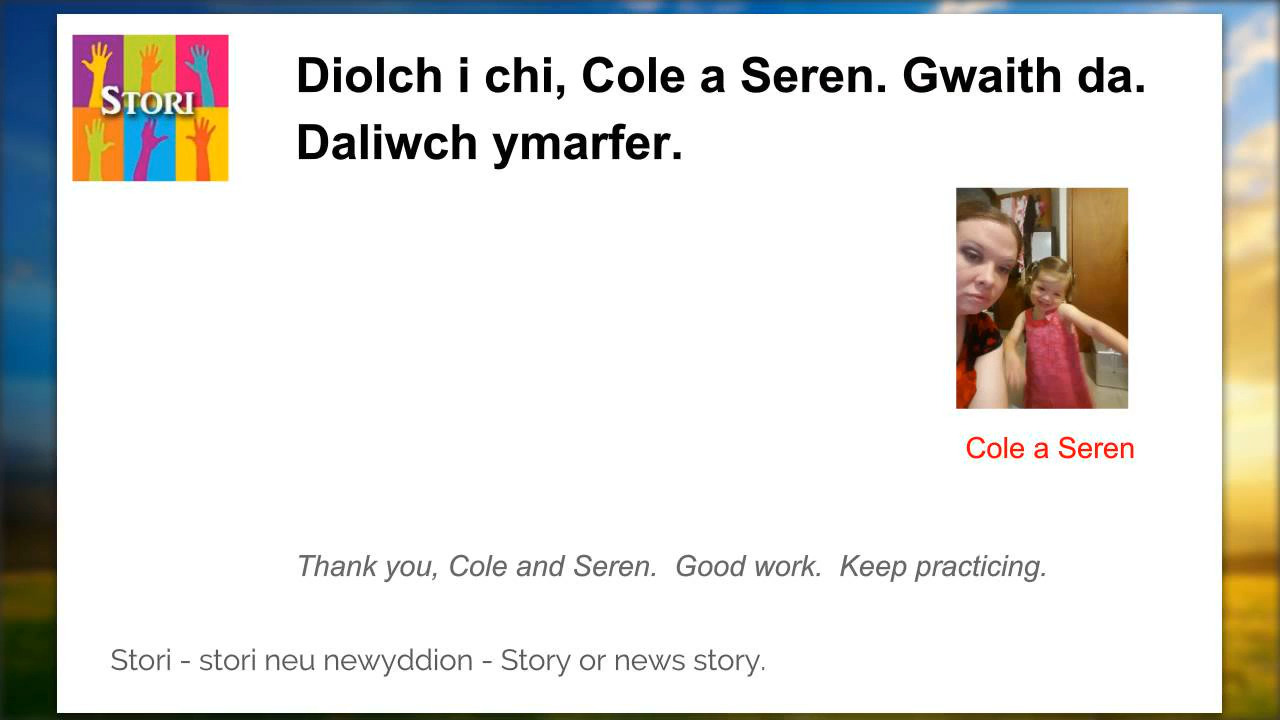 STORI
Diolch i chi, Cole a Seren. Gwaith da.
Daliwch ymarfer.
Cole a Seren
Thank you, Cole and Seren. Good work. Keep practicing.
Stori - stori neu newyddion - Story or news story.